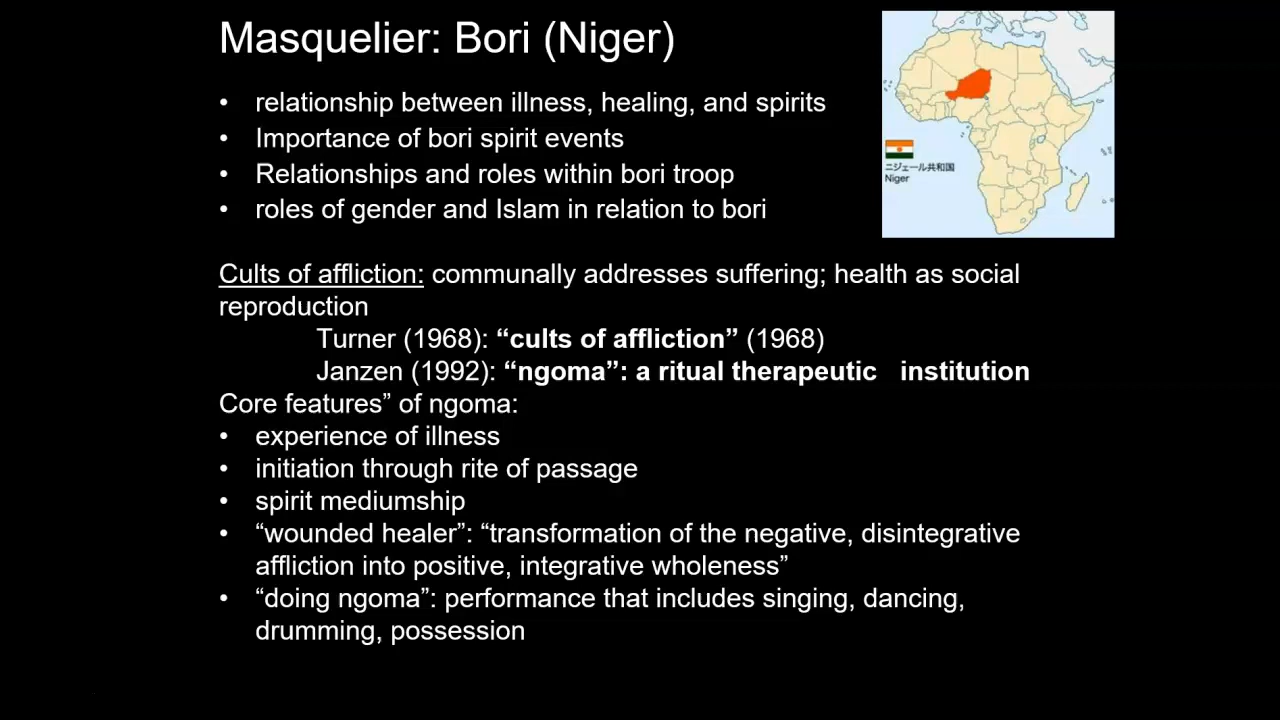 Masquelier: Bori (Niger)
• relationship between illness, healing, and spirits
• Importance of bori spirit events
• Relationships and roles within bori troop
• roles of gender and Islam in relation to bori
ニジェール共和国
Niger
Cults of affliction: communally addresses suffering; health as social
reproduction
Turner (1968): “cults of affliction” (1968)
Janzen (1992): “ngoma”: a ritual therapeutic institution
Core features” of ngoma:
• experience of illness
• initiation through rite of passage
• spirit mediumship
• “wounded healer”: “transformation of the negative, disintegrative
affliction into positive, integrative wholeness”
• “doing ngoma”: performance that includes singing, dancing,
drumming, possession